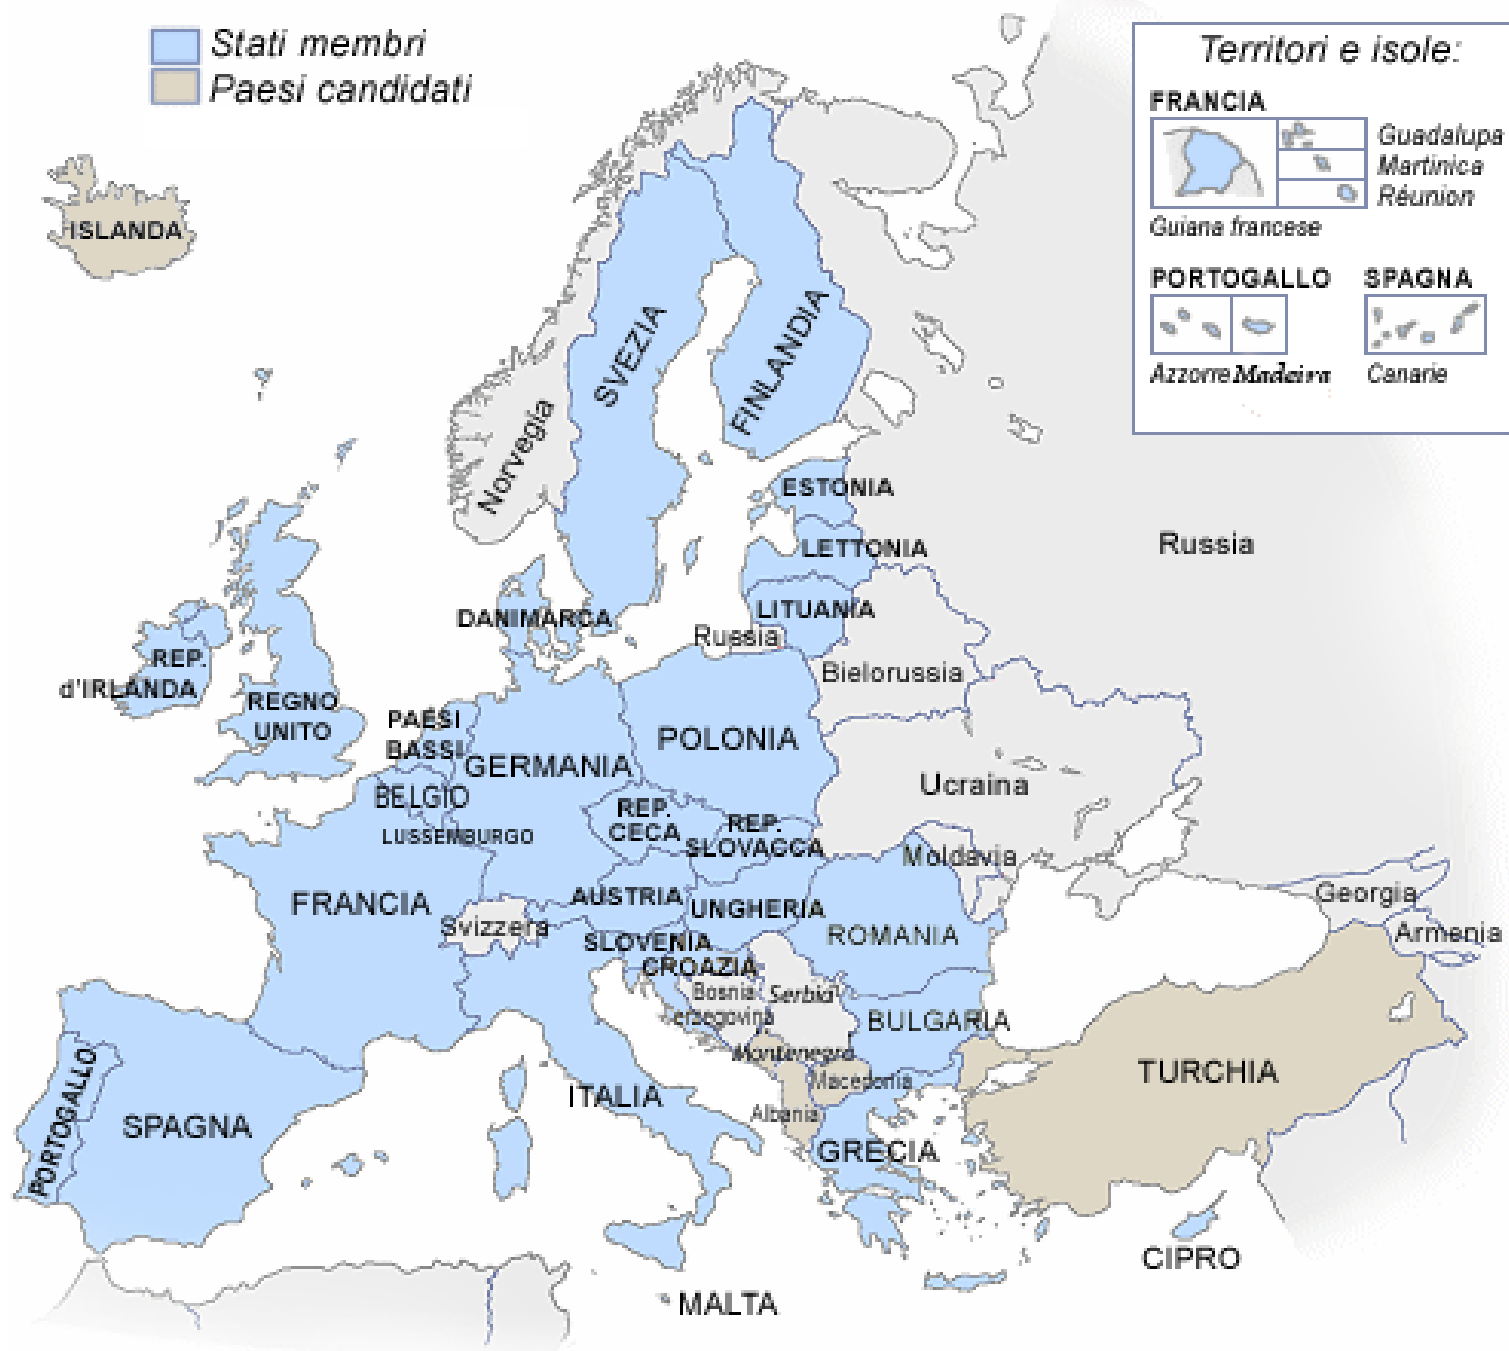 Stati membri
Paesi candidati
Territori e isole:
FRANCIA
Guadalupa
Martinica
Réunion
Guiana francese
PORTOGALLO
SPAGNA
Azzorre
Madeira
Canarie
ISLANDA
SVEZIA
FINLANDIA
Norvegia
ESTONIA
Russia
LETTONIA
LITUANIA
DANIMARCA
Russia
REP.
d'IRLANDA
REGNO
UNITO
Bielorussia
PAESI
BASSI
POLONIA
GERMANIA
Ucraina
BELGIO
LUSSEMBURGO
REP.
CECA
REP.
SLOVACCA
Moldavia
FRANCIA
AUSTRIA
UNGHERIA
Georgia
Svizzera
SLOVENIA
ROMANIA
Armenia
CROAZIA
Bosnia
Erzegovina
Serbia
BULGARIA
Montenegro
Macedonia
TURCHIA
Albania
ITALIA
PORTOGALLO
SPAGNA
GRECIA
CIPRO
MALTA